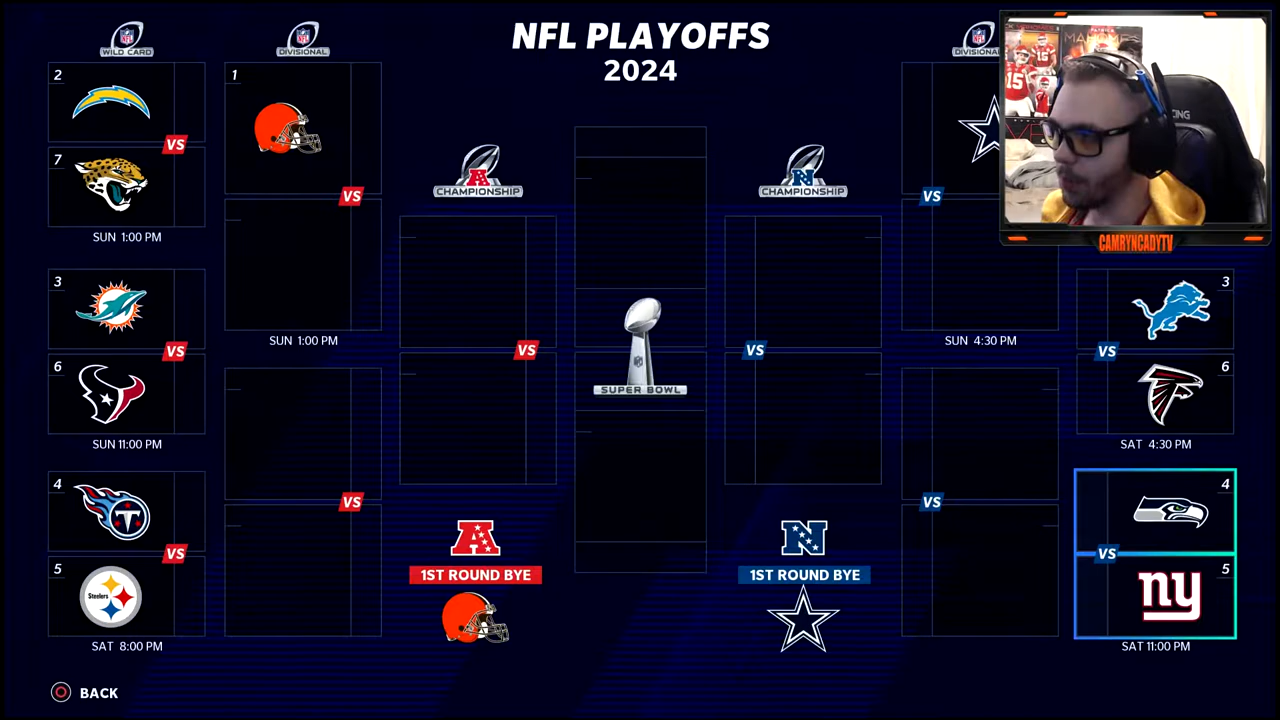 NFL PLAYOFFS
2024
WILD CARD
DIVISIONAL
2
VS
7
SUN 1:00 PM
3
VS
6
SUN 11:00 PM
4
VS
5
Steelers
SAT 8:00 PM
1
VS
SUN 1:00 PM
VS
A
CHAMPIONSHIP
VS
A
1ST ROUND BYE
SUPER BOWL
N
CHAMPIONSHIP
VS
N
1ST ROUND BYE
DIVISIONAL
VS
SUN 4:30 PM
VS
MAHOMES
15
15
CAMRYNCADYTV
3
VS
6
SAT 4:30 PM
4
VS
5
ny
SAT 11:00 PM
BACK